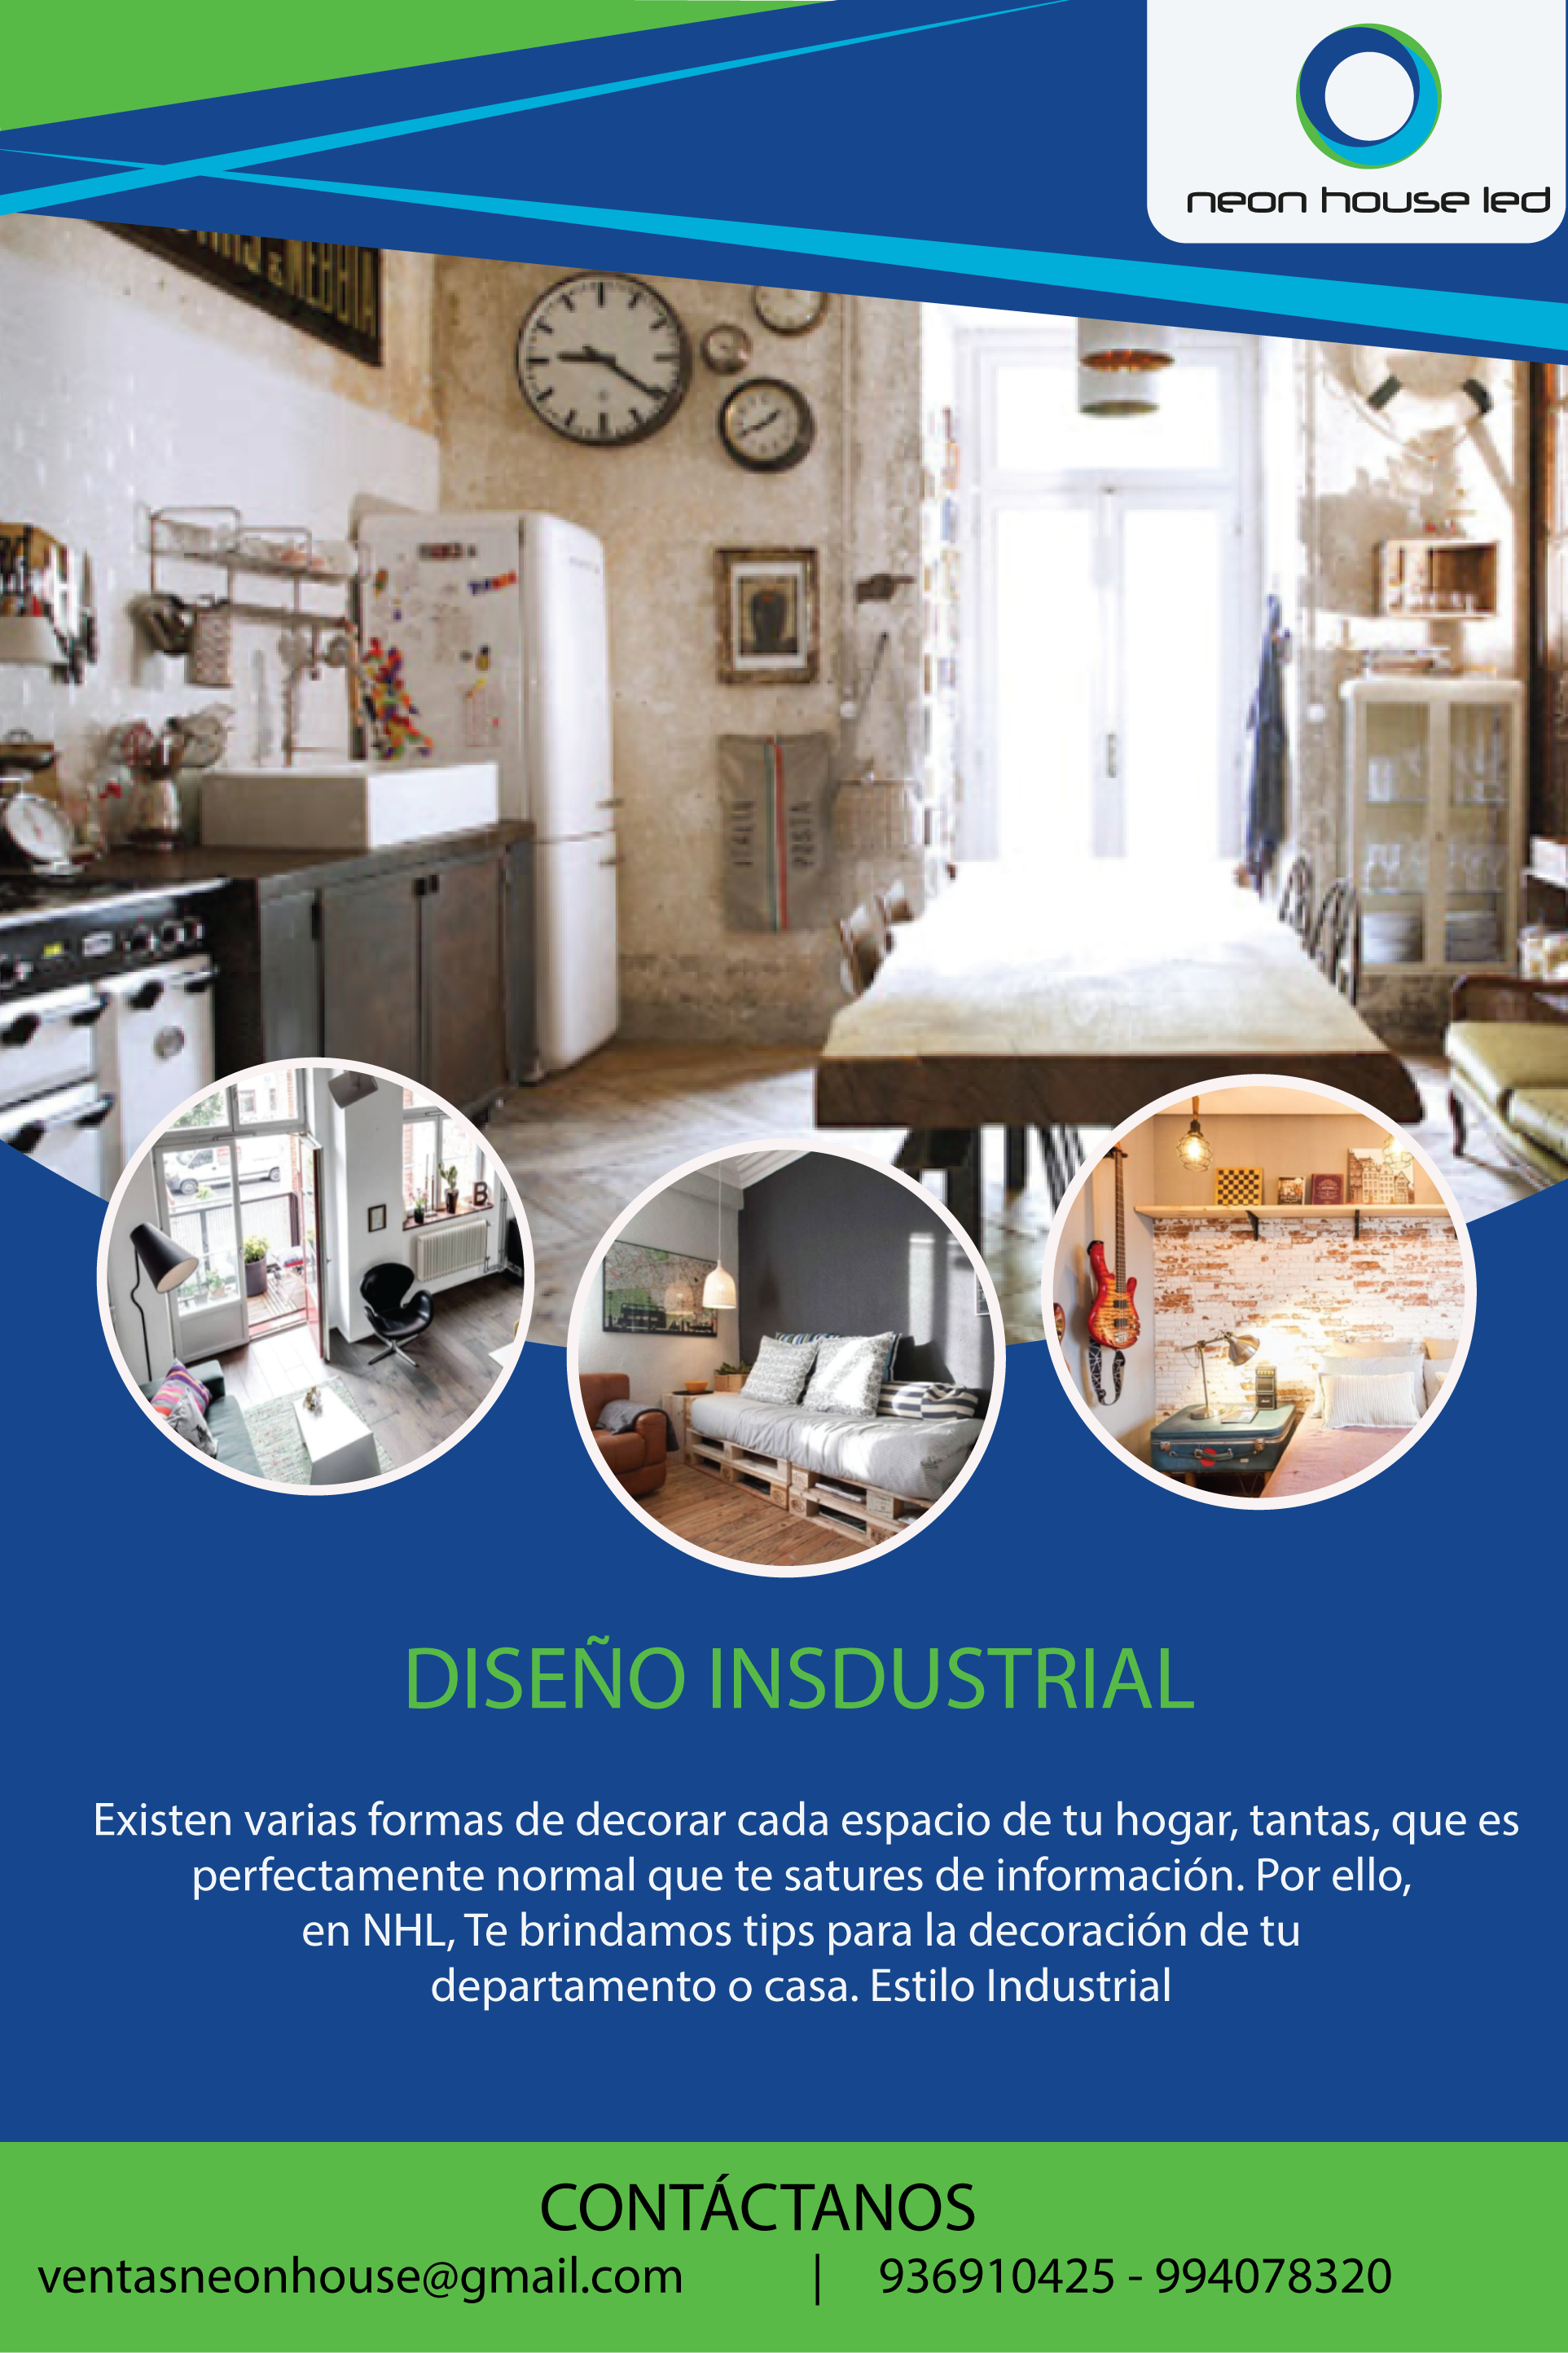 neon house led
ITALIA
PASTA
B
DISEÑO INSDUSTRIAL
Existen varias formas de decorar cada espacio de tu hogar, tantas, que es
perfectamente normal que te satures de información. Por ello,
en NHL, Te brindamos tips para la decoración de tu
departamento o casa. Estilo Industrial
CONTÁCTANOS
ventasneonhouse@gmail.com | 936910425 - 994078320